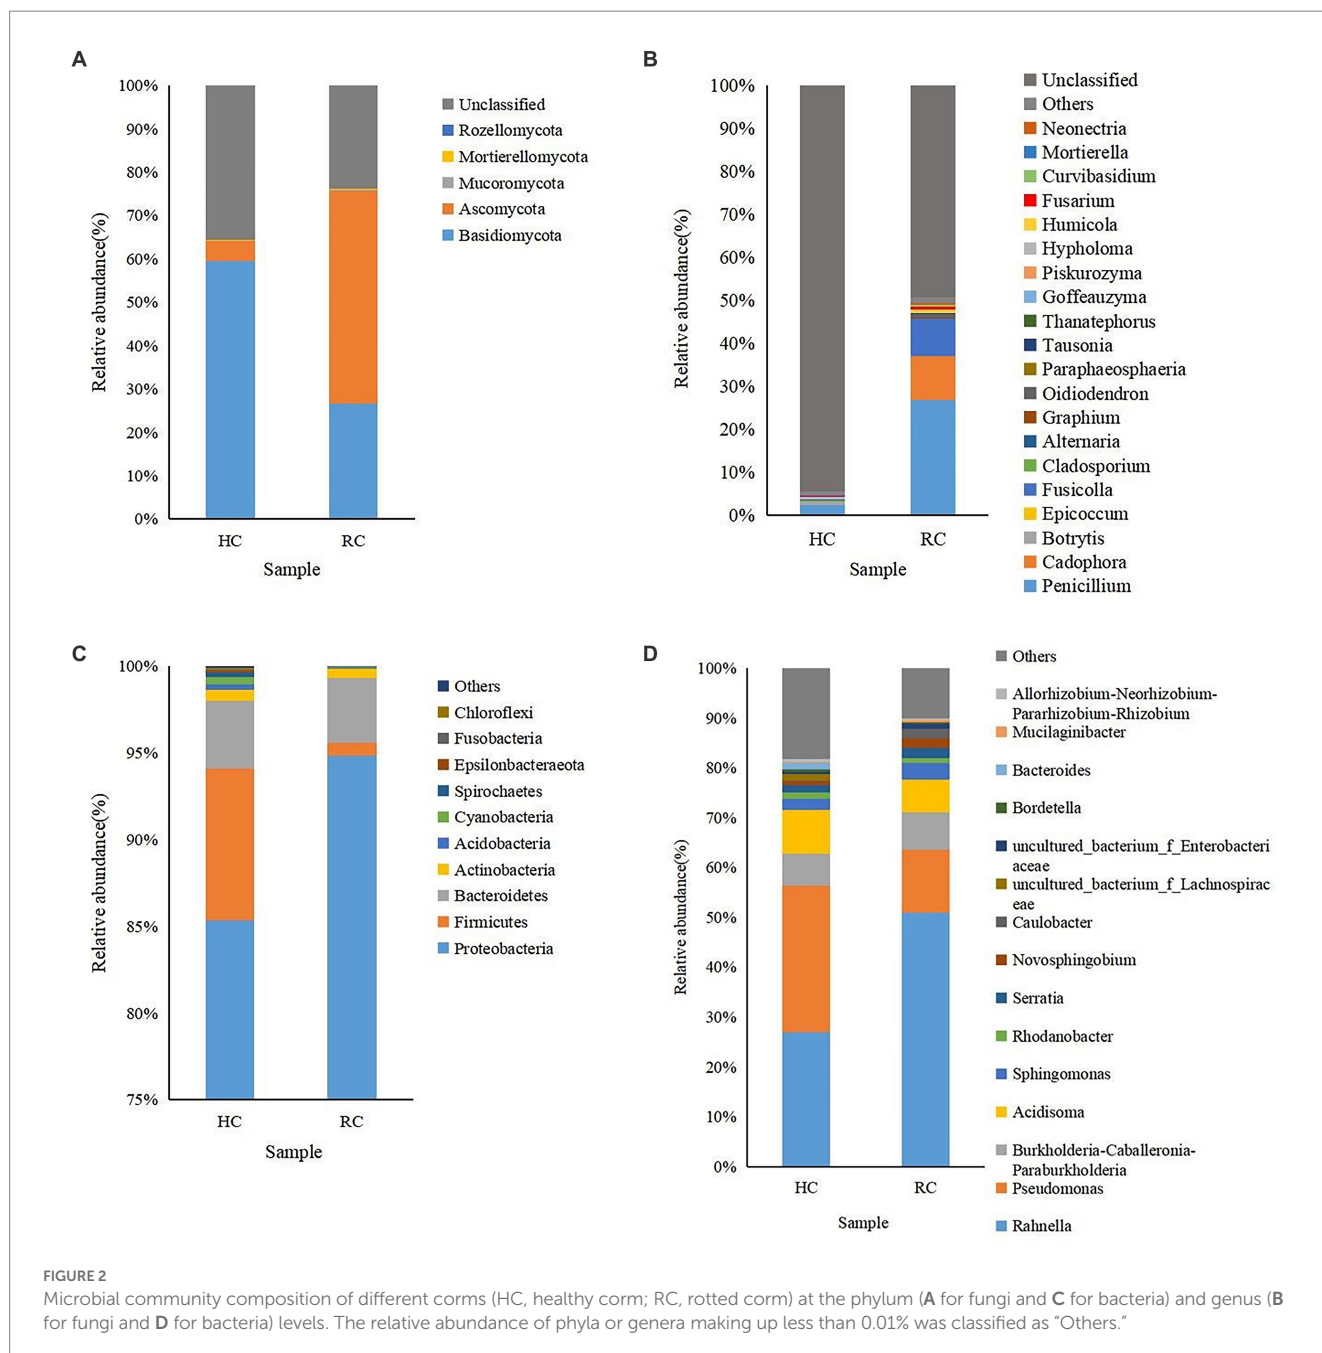 A
100%
90%
80%
70%
60%
50%
40%
30%
20%
10%
0%
Relative abundance(%)
HC
RC
Sample
Unclassified
Rozellomycota
Mortierellomycota
Mucoromycota
Ascomycota
Basidiomycota
B
100%
90%
80%
70%
60%
50%
40%
30%
20%
10%
0%
Relative abundance(%)
HC
RC
Sample
Unclassified
Others
Neonectria
Mortierella
Curvibasidium
Fusarium
Humicola
Hypholoma
Piskurozyma
Goffeauzyma
Thanatephorus
Tausonia
Paraphaeosphaeria
Oidiodendron
Graphium
Alternaria
Cladosporium
Fusicolla
Epicoccum
Botrytis
Cadophora
Penicillium
C
100%
95%
90%
85%
80%
75%
Relative abundance(%)
HC
RC
Sample
Others
Chloroflexi
Fusobacteria
Epsilonbacteraeota
Spirochaetes
Cyanobacteria
Acidobacteria
Actinobacteria
Bacteroidetes
Firmicutes
Proteobacteria
D
100%
90%
80%
70%
60%
50%
40%
30%
20%
10%
0%
Relative abundance(%)
HC
RC
Sample
Others
Allorhizobium-Neorhizobium-
Pararhizobium-Rhizobium
Mucilaginibacter
Bacteroides
Bordetella
uncultured_bacterium_f_Enterobacteri
aceae
uncultured_bacterium_f_Lachnospirac
eae
Caulobacter
Novosphingobium
Serratia
Rhodanobacter
Sphingomonas
Acidisoma
Burkholderia-Caballeronia-
Paraburkholderia
Pseudomonas
Rahnella
FIGURE 2
Microbial community composition of different corms (HC, healthy corm; RC, rotted corm) at the phylum (A for fungi and C for bacteria) and genus (B
for fungi and D for bacteria) levels. The relative abundance of phyla or genera making up less than 0.01% was classified as “Others.”